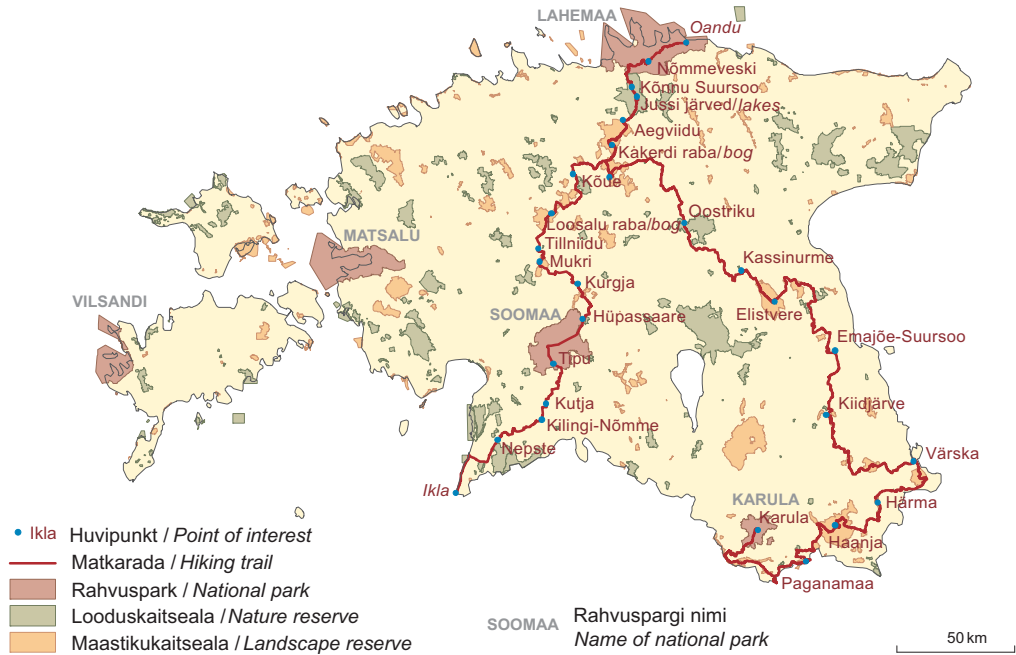 LAHEMAA
Oandu
Nõmmeveski
Kõnnu Suursoo
Jussi järved/lakes
Aegviidu
Kakerdi raba/bog
Kõue
Oostriku
Loosalu raba/bog
MATSALU
Tillniidu
Mukri
Kassinurme
Kurgja
VILSANDI
SOOMAA
Hüpassaare
Elistvere
Emajõe-Suursoo
Tipu
Kutja
Kiidjärve
Kilingi-Nõmme
Nepste
Värska
Ikla
KARULA
Härma
Karula
Haanja
Paganamaa
Ikla Huvipunkt / Point of interest
Matkarada / Hiking trail
Rahvuspark / National park
Looduskaitseala / Nature reserve
Maastikukaitseala / Landscape reserve
SOOMAA Rahvuspargi nimi
Name of national park
50 km